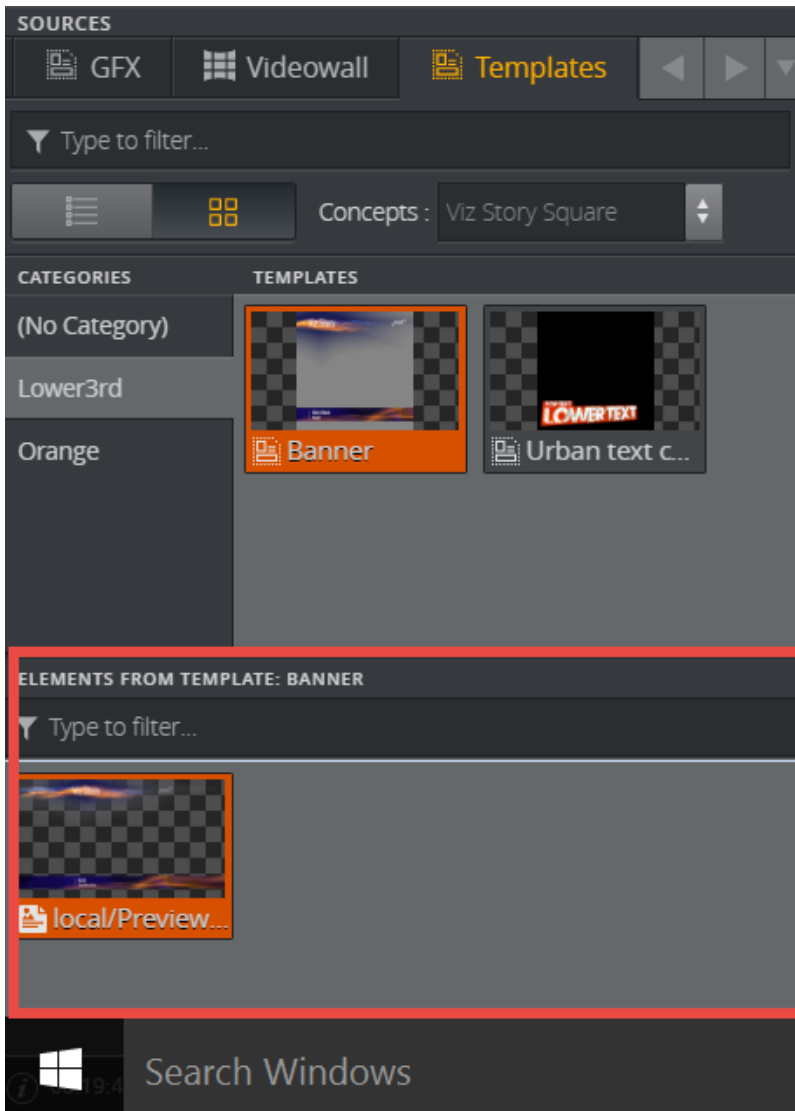 SOURCES
GFX Videowall Templates
Type to filter...
Concepts : Viz Story Square
CATEGORIES TEMPLATES
(No Category)
Lower3rd
Orange
LOWER TEXT
Banner Urban text c...
ELEMENTS FROM TEMPLATE: BANNER
Type to filter...
local/Preview...
Search Windows